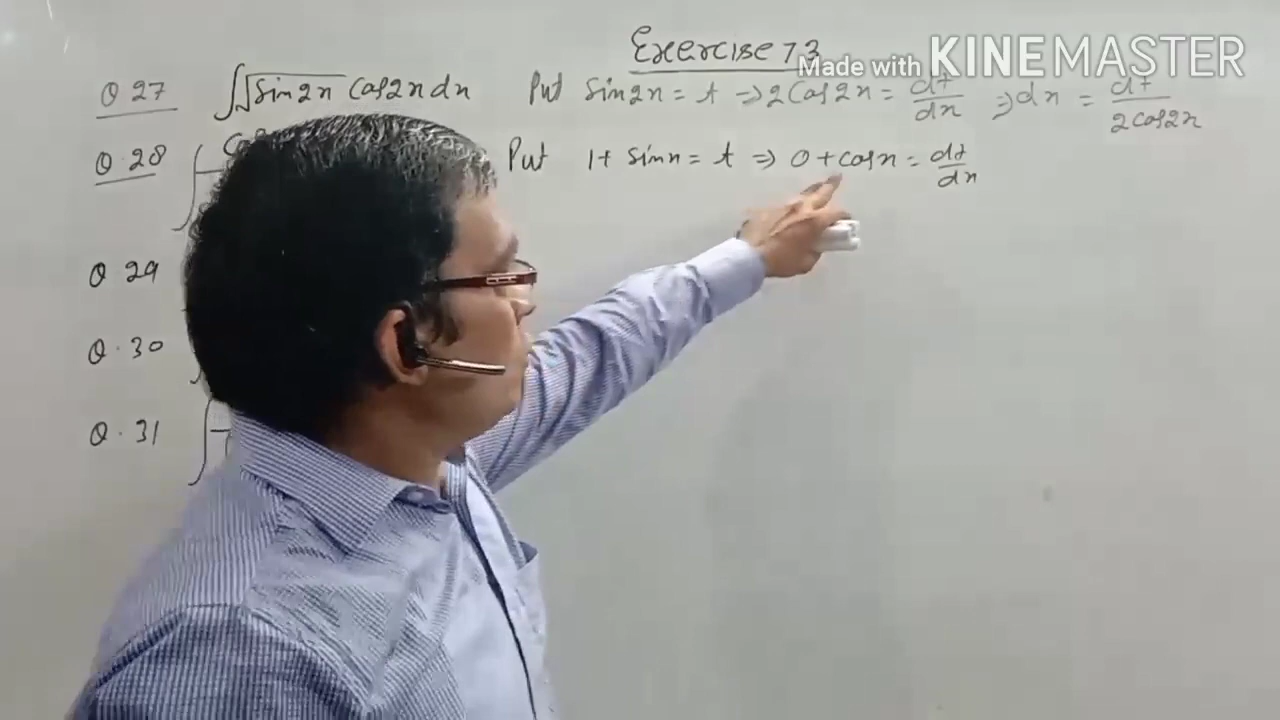 Exercise 7.3
Made with KINEMASTER
Q 27 ∫√sin2x cos2x dx Put sin2x = t ⇒ 2cos2x = dt/dx ⇒ dx = dt/2cos2x
Q.28 ∫ Put 1 + sinx = t ⇒ 0 + cosx = dt/dx
Q 29
Q.30
Q.31 ∫